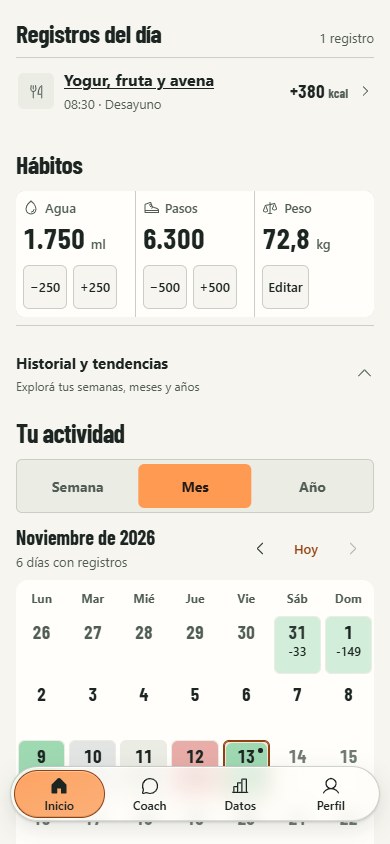 Registros del día
1 registro
Yogur, fruta y avena
08:30 · Desayuno
+380 kcal
Hábitos
Agua
Pasos
Peso
1.750 ml
6.300
72,8 kg
−250
+250
−500
+500
Editar
Historial y tendencias
Explorá tus semanas, meses y años
Tu actividad
Semana
Mes
Año
Noviembre de 2026
6 días con registros
Hoy
Lun Mar Mié Jue Vie Sáb Dom
26 27 28 29 30 31 1
-33 -149
2 3 4 5 6 7 8
9 10 11 12 13 14 15
Inicio
Coach
Datos
Perfil